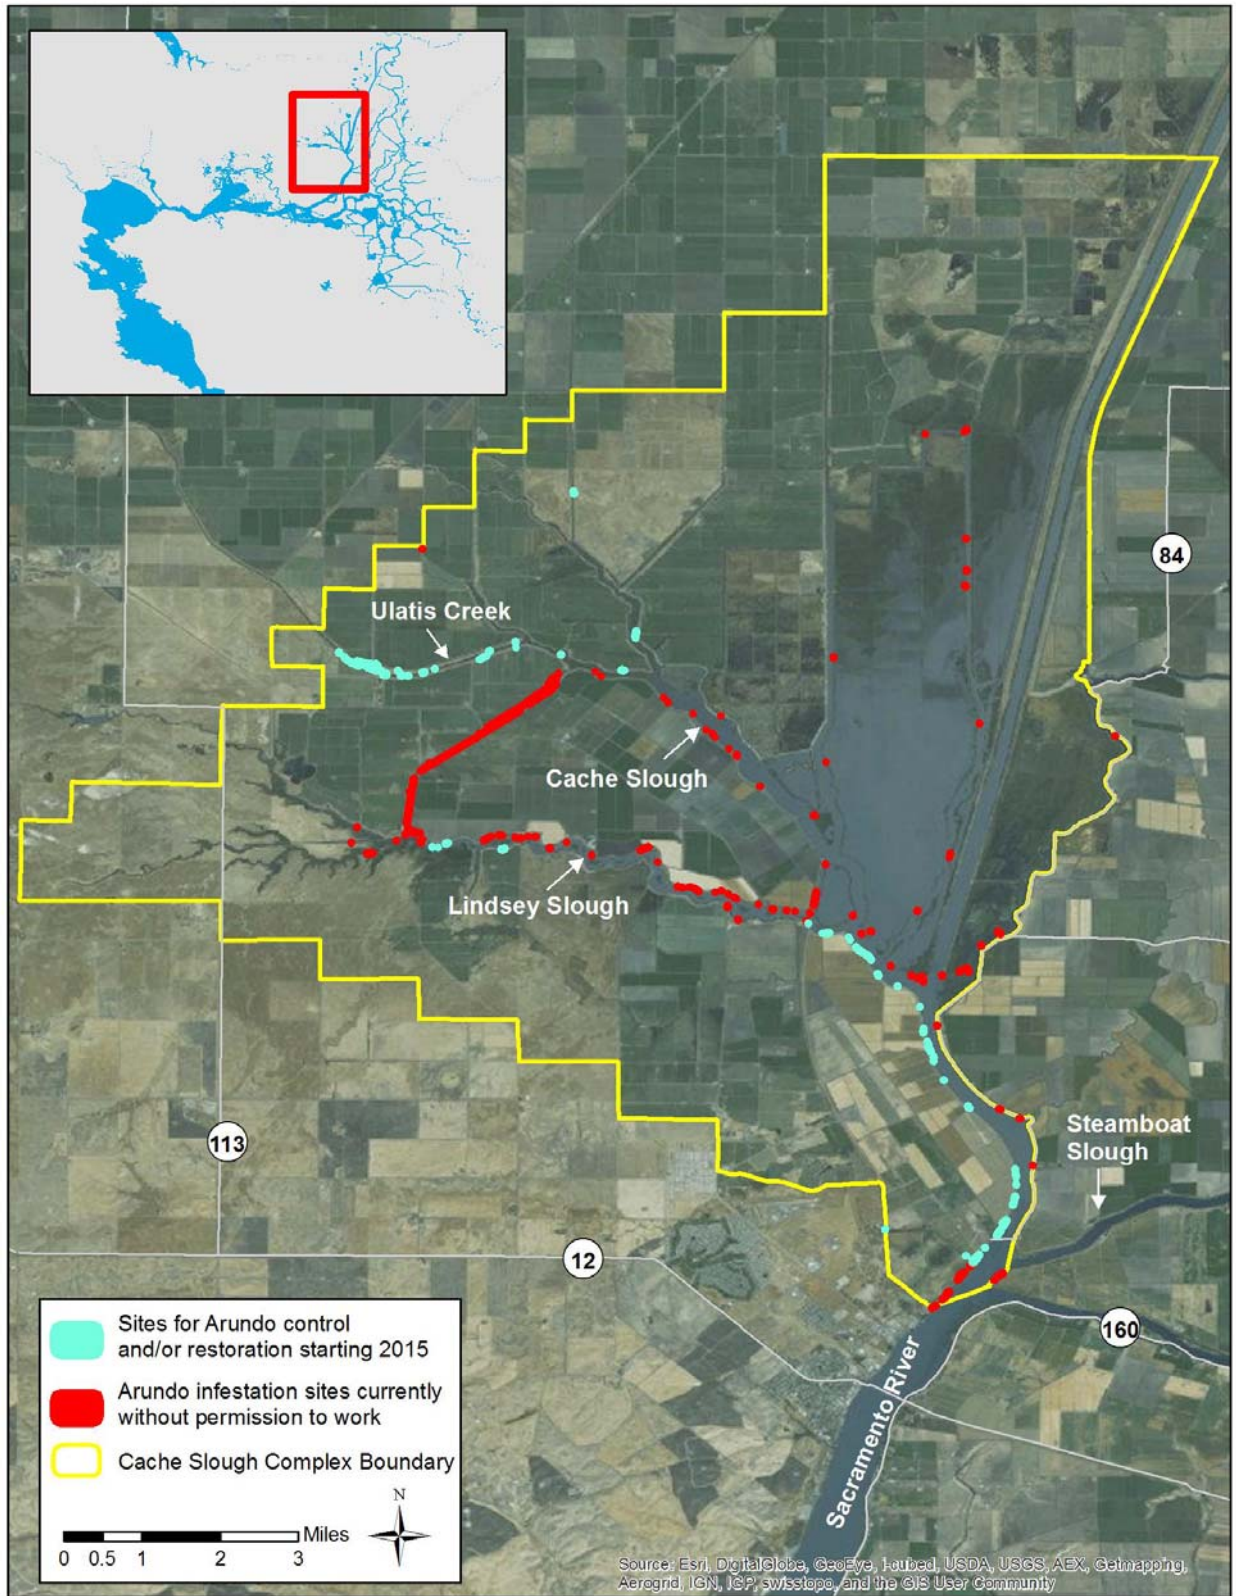 84
Ulatis Creek
Cache Slough
Lindsey Slough
Steamboat
Slough
113
12
160
Sacramento River
Sites for Arundo control
and/or restoration starting 2015
Arundo infestation sites currently
without permission to work
Cache Slough Complex Boundary
N
Miles
0 0.5 1 2 3
Source: Esri, DigitalGlobe, GeoEye, i-cubed, USDA, USGS, AEX, Getmapping,
Aerogrid, IGN, IGP, swisstopo, and the GIS User Community